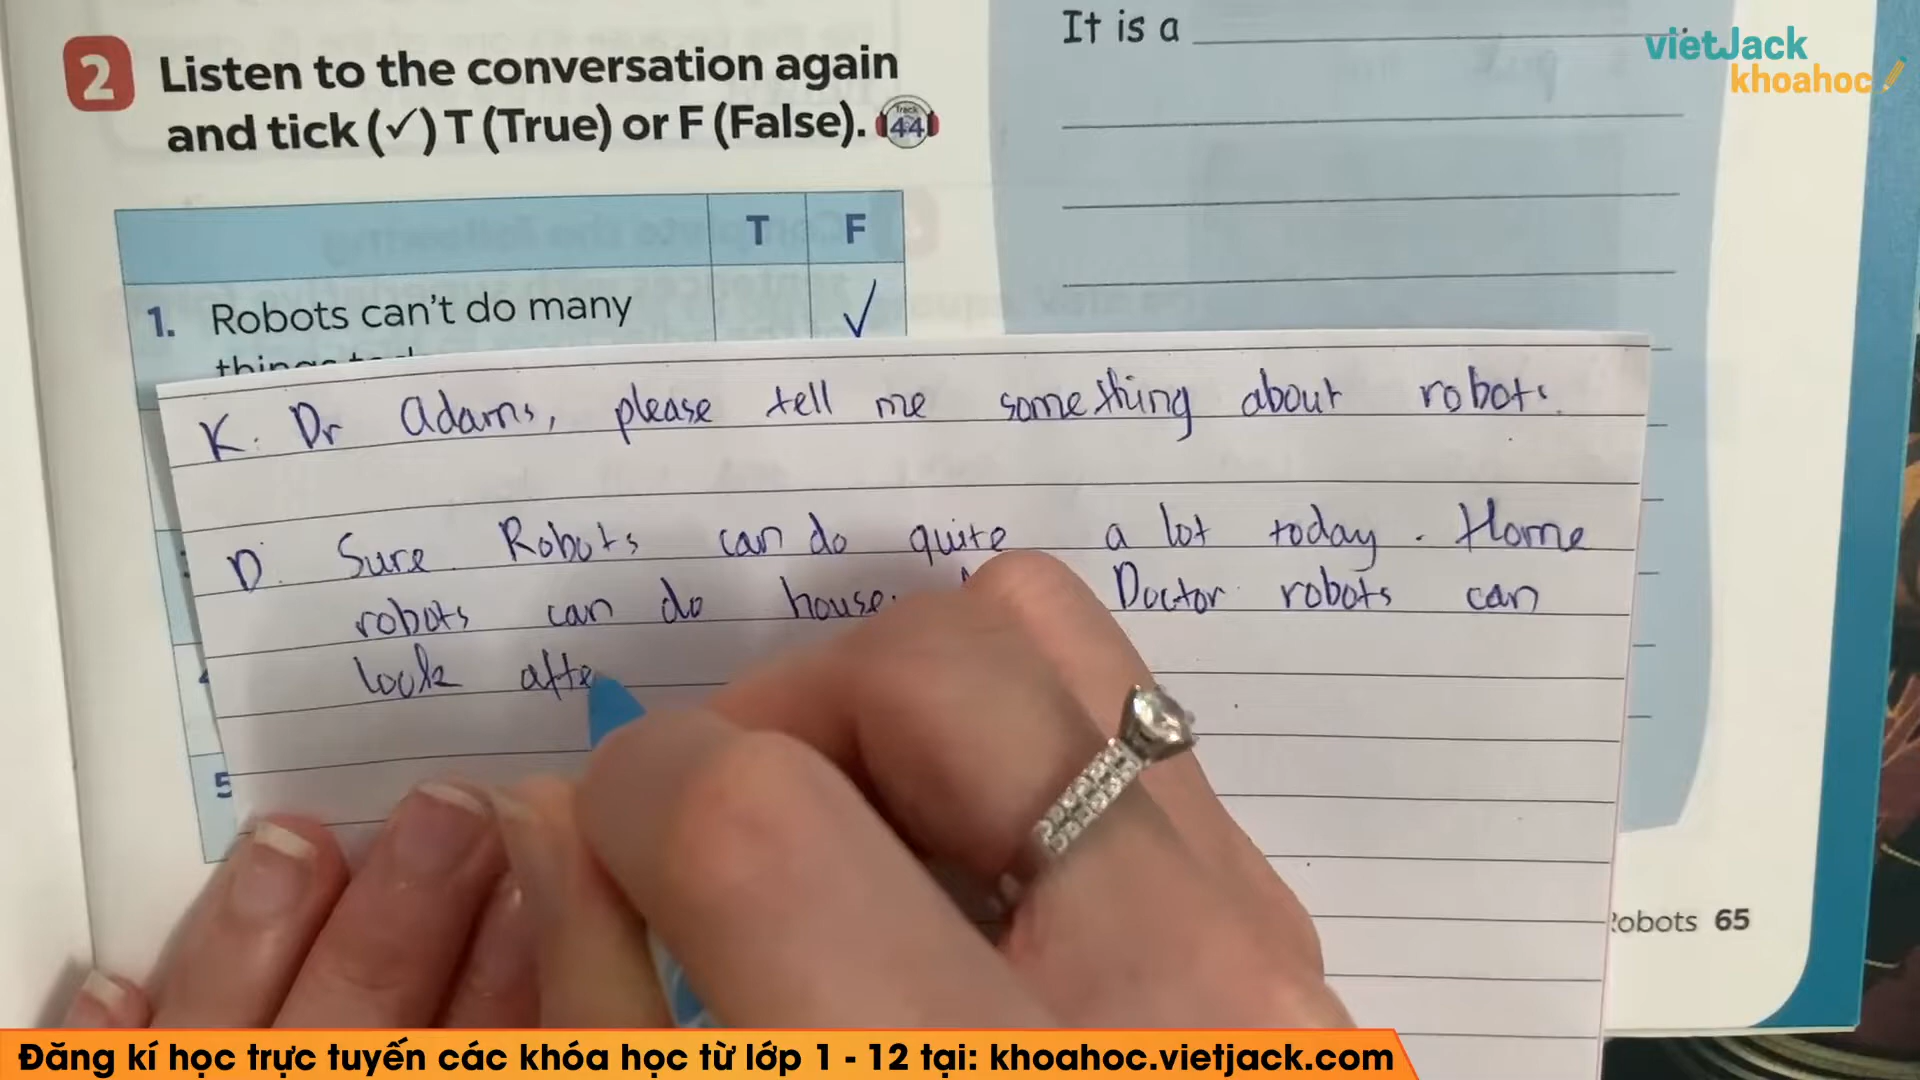 2 Listen to the conversation again
and tick (✓) T (True) or F (False).
Track 44
T F
1. Robots can't do many ✓
K. Dr Adams, please tell me something about robots.
D. Sure. Robots can do quite a lot today. Home
robots can do Doctor robots can
look afte
5
It is a
vietJack
khoahoc
Robots 65
Đăng kí học trực tuyến các khóa học từ lớp 1 - 12 tại: khoahoc.vietjack.com